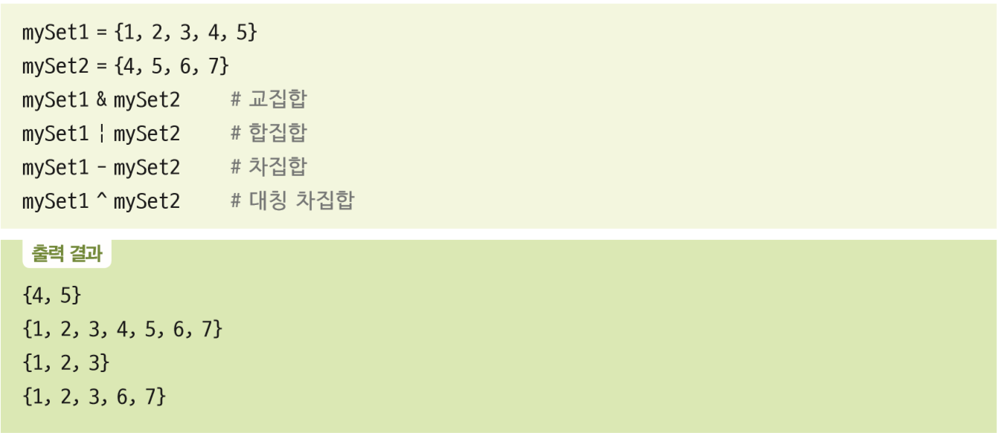 mySet1 = {1, 2, 3, 4, 5}
mySet2 = {4, 5, 6, 7}
mySet1 & mySet2 # 교집합
mySet1 ¦ mySet2 # 합집합
mySet1 - mySet2 # 차집합
mySet1 ^ mySet2 # 대칭 차집합
출력 결과
{4, 5}
{1, 2, 3, 4, 5, 6, 7}
{1, 2, 3}
{1, 2, 3, 6, 7}